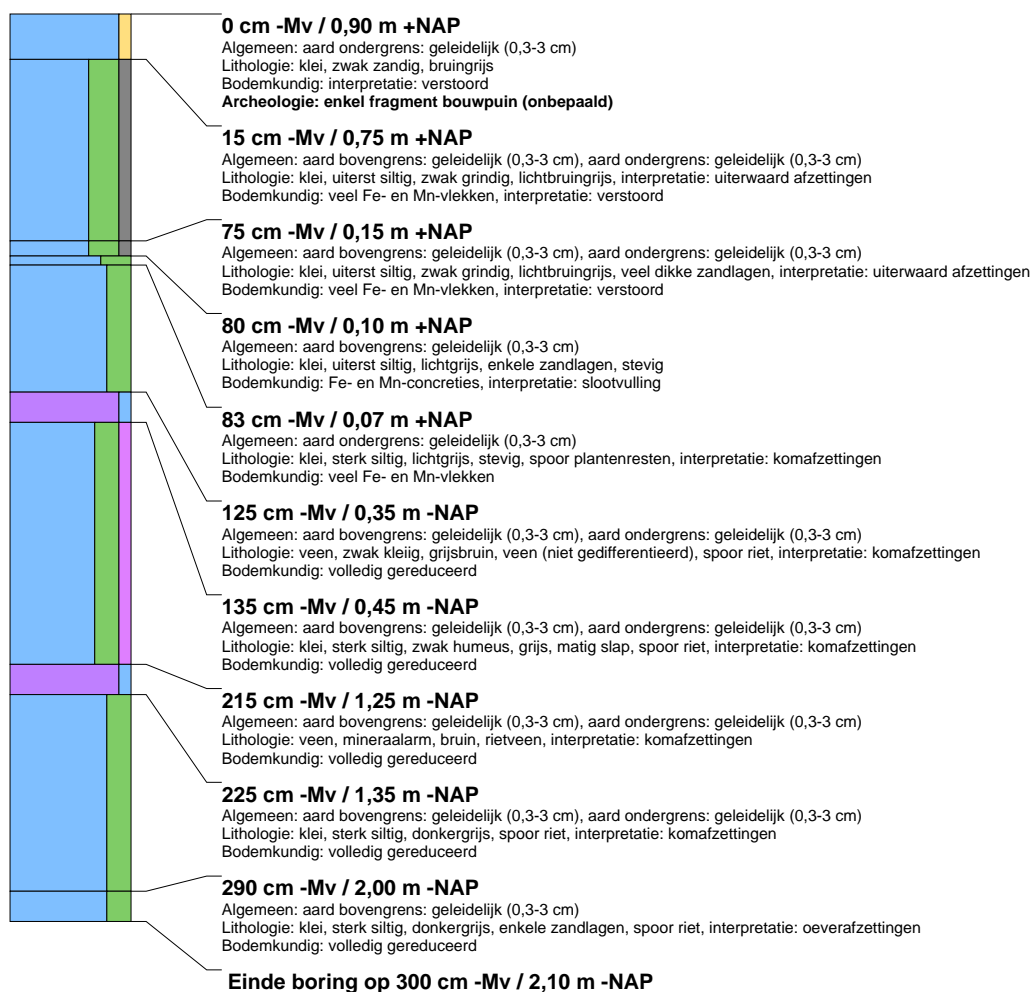 0 cm -Mv / 0,90 m +NAP
Algemeen: aard ondergrens: geleidelijk (0,3-3 cm)
Lithologie: klei, zwak zandig, bruingrijs
Bodemkundig: interpretatie: verstoord
Archeologie: enkel fragment bouwpuin (onbepaald)
15 cm -Mv / 0,75 m +NAP
Algemeen: aard bovengrens: geleidelijk (0,3-3 cm), aard ondergrens: geleidelijk (0,3-3 cm)
Lithologie: klei, uiterst siltig, zwak grindig, lichtbruingrijs, interpretatie: uiterwaard afzettingen
Bodemkundig: veel Fe- en Mn-vlekken, interpretatie: verstoord
75 cm -Mv / 0,15 m +NAP
Algemeen: aard bovengrens: geleidelijk (0,3-3 cm), aard ondergrens: geleidelijk (0,3-3 cm)
Lithologie: klei, uiterst siltig, zwak grindig, lichtbruingrijs, veel dikke zandlagen, interpretatie: uiterwaard afzettingen
Bodemkundig: veel Fe- en Mn-vlekken, interpretatie: verstoord
80 cm -Mv / 0,10 m +NAP
Algemeen: aard bovengrens: geleidelijk (0,3-3 cm)
Lithologie: klei, uiterst siltig, lichtgrijs, enkele zandlagen, stevig
Bodemkundig: Fe- en Mn-concreties, interpretatie: slootvulling
83 cm -Mv / 0,07 m +NAP
Algemeen: aard ondergrens: geleidelijk (0,3-3 cm)
Lithologie: klei, sterk siltig, lichtgrijs, stevig, spoor plantenresten, interpretatie: komafzettingen
Bodemkundig: veel Fe- en Mn-vlekken
125 cm -Mv / 0,35 m -NAP
Algemeen: aard bovengrens: geleidelijk (0,3-3 cm), aard ondergrens: geleidelijk (0,3-3 cm)
Lithologie: veen, zwak kleiig, grijsbruin, veen (niet gedifferentieerd), spoor riet, interpretatie: komafzettingen
Bodemkundig: volledig gereduceerd
135 cm -Mv / 0,45 m -NAP
Algemeen: aard bovengrens: geleidelijk (0,3-3 cm), aard ondergrens: geleidelijk (0,3-3 cm)
Lithologie: klei, sterk siltig, zwak humeus, grijs, matig slap, spoor riet, interpretatie: komafzettingen
Bodemkundig: volledig gereduceerd
215 cm -Mv / 1,25 m -NAP
Algemeen: aard bovengrens: geleidelijk (0,3-3 cm), aard ondergrens: geleidelijk (0,3-3 cm)
Lithologie: veen, mineraalarm, bruin, rietveen, interpretatie: komafzettingen
Bodemkundig: volledig gereduceerd
225 cm -Mv / 1,35 m -NAP
Algemeen: aard bovengrens: geleidelijk (0,3-3 cm), aard ondergrens: geleidelijk (0,3-3 cm)
Lithologie: klei, sterk siltig, donkergrijs, spoor riet, interpretatie: komafzettingen
Bodemkundig: volledig gereduceerd
290 cm -Mv / 2,00 m -NAP
Algemeen: aard bovengrens: geleidelijk (0,3-3 cm)
Lithologie: klei, sterk siltig, donkergrijs, enkele zandlagen, spoor riet, interpretatie: oeverafzettingen
Bodemkundig: volledig gereduceerd
Einde boring op 300 cm -Mv / 2,10 m -NAP